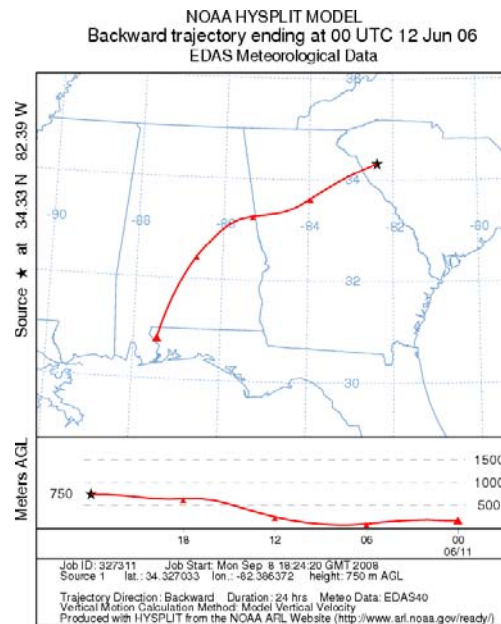 NOAA HYSPLIT MODEL
Backward trajectory ending at 00 UTC 12 Jun 06
EDAS Meteorological Data
Source ★ at 34.33 N 82.39 W
36
34
-90
-88
-86
-84
-82
-80
32
30
Meters AGL
1500
1000
750
500
18
12
06
00
06/11
Job ID: 327311 Job Start: Mon Sep 8 18:24:20 GMT 2008
Source 1 lat.: 34.327033 lon.: -82.386372 height: 750 m AGL
Trajectory Direction: Backward Duration: 24 hrs Meteo Data: EDAS40
Vertical Motion Calculation Method: Model Vertical Velocity
Produced with HYSPLIT from the NOAA ARL Website (http://www.arl.noaa.gov/ready/)